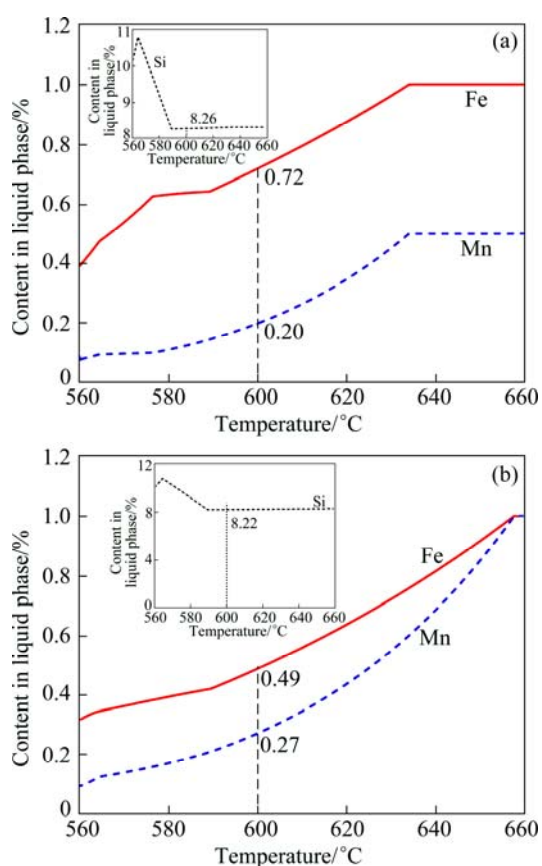 1.2
1.0
0.8
0.6
0.4
0.2
0
Content in liquid phase/%
(a)
11
10
9
8
Content in
liquid phase/%
Si
8.26
560 580 600 620 640 660
Temperature/°C
Fe
0.72
Mn
0.20
560 580 600 620 640 660
Temperature/°C
1.2
1.0
0.8
0.6
0.4
0.2
0
Content in liquid phase/%
(b)
12
8
4
0
Content in
liquid phase/%
Si
8.22
560 580 600 620 640 660
Temperature/°C
Fe
Mn
0.49
0.27
560 580 600 620 640 660
Temperature/°C